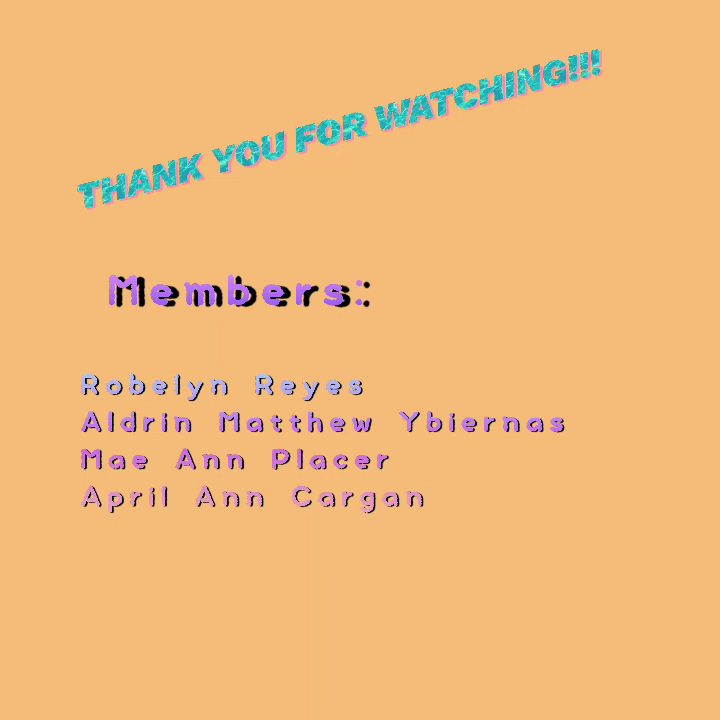 THANK YOU FOR WATCHING!!!
Members:
Robelyn Reyes
Aldrin Matthew Ybiernas
Mae Ann Placer
April Ann Cargan